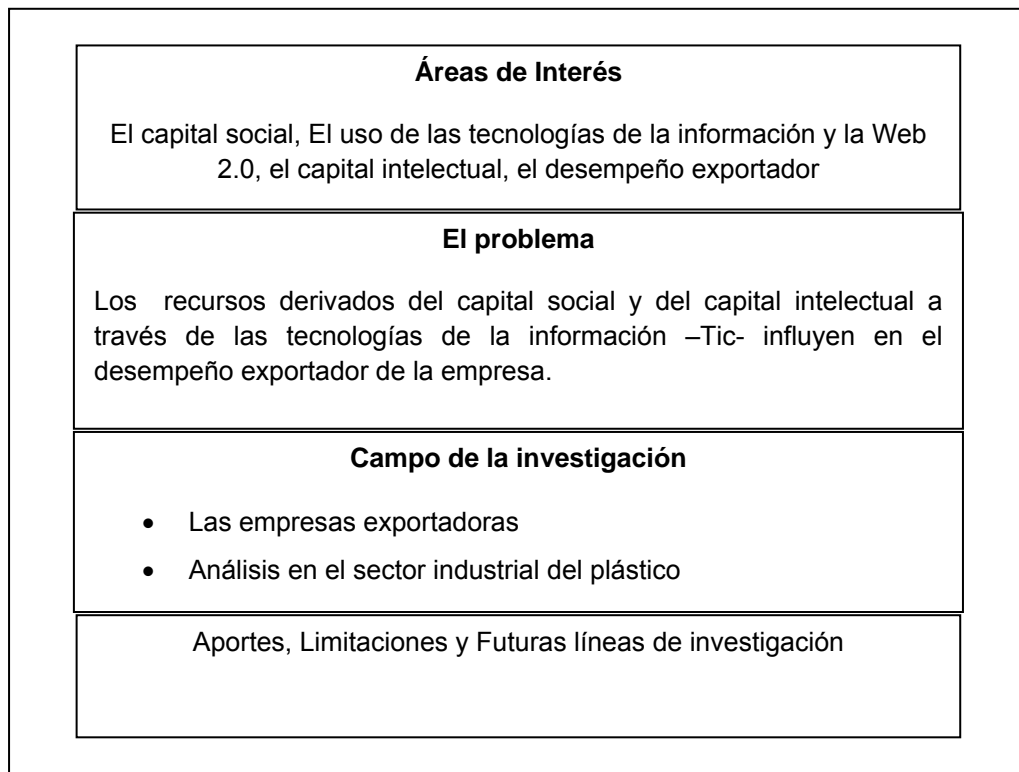 Áreas de Interés
El capital social, El uso de las tecnologías de la información y la Web
2.0, el capital intelectual, el desempeño exportador
El problema
Los recursos derivados del capital social y del capital intelectual a
través de las tecnologías de la información –Tic- influyen en el
desempeño exportador de la empresa.
Campo de la investigación
• Las empresas exportadoras
• Análisis en el sector industrial del plástico
Aportes, Limitaciones y Futuras líneas de investigación